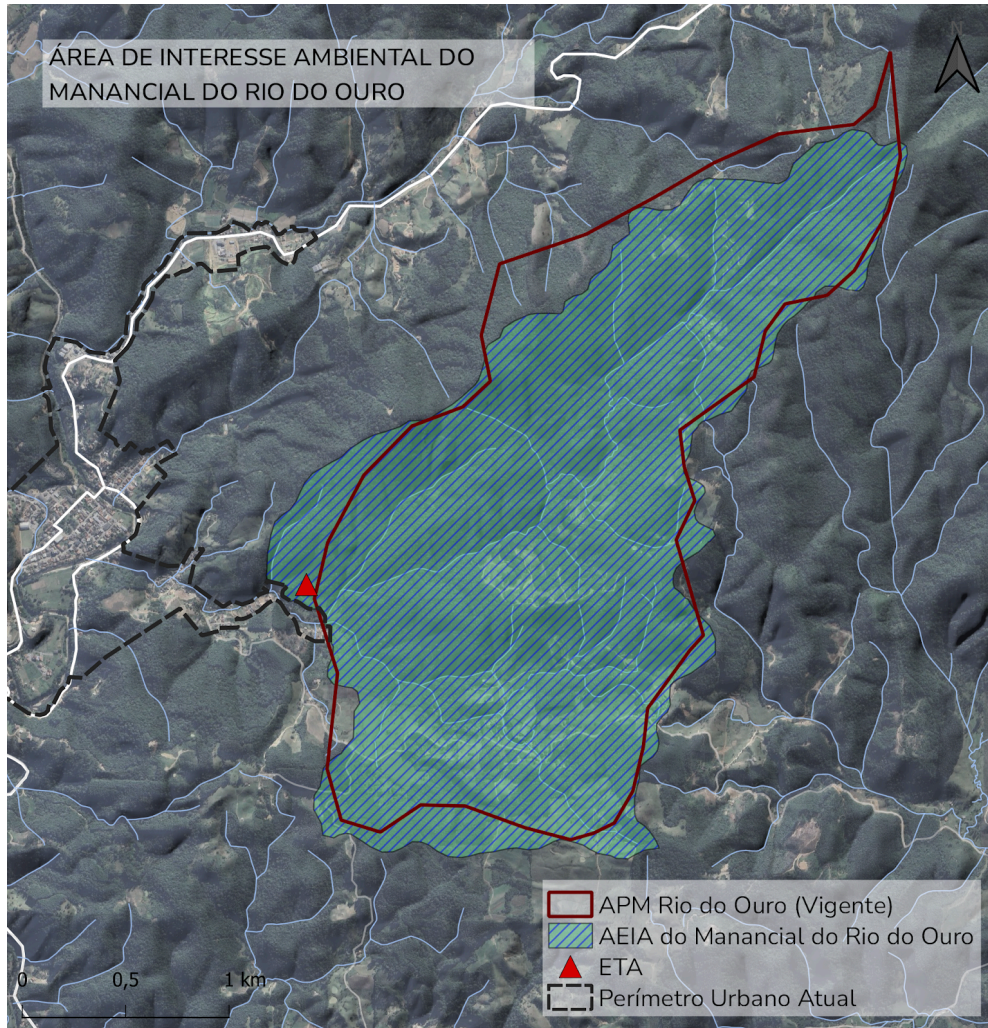 ÁREA DE INTERESSE AMBIENTAL DO
MANANCIAL DO RIO DO OURO
APM Rio do Ouro (Vigente)
AEIA do Manancial do Rio do Ouro
ETA
Perímetro Urbano Atual
0 0,5 1 km